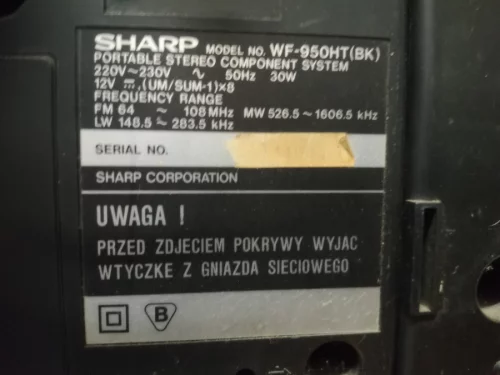 SHARP MODEL NO. WF-950HT(BK)
PORTABLE STEREO COMPONENT SYSTEM
220V~230V ∿ 50Hz 30W
12V ⎓, (UM/SUM-1)×8
FREQUENCY RANGE
FM 64 ~ 108 MHz MW 526.5 ~ 1606.5 kHz
LW 148.5 ~ 283.5 kHz
SERIAL NO.
SHARP CORPORATION
UWAGA !
PRZED ZDJECIEM POKRYWY WYJAC
WTYCZKE Z GNIAZDA SIECIOWEGO
B